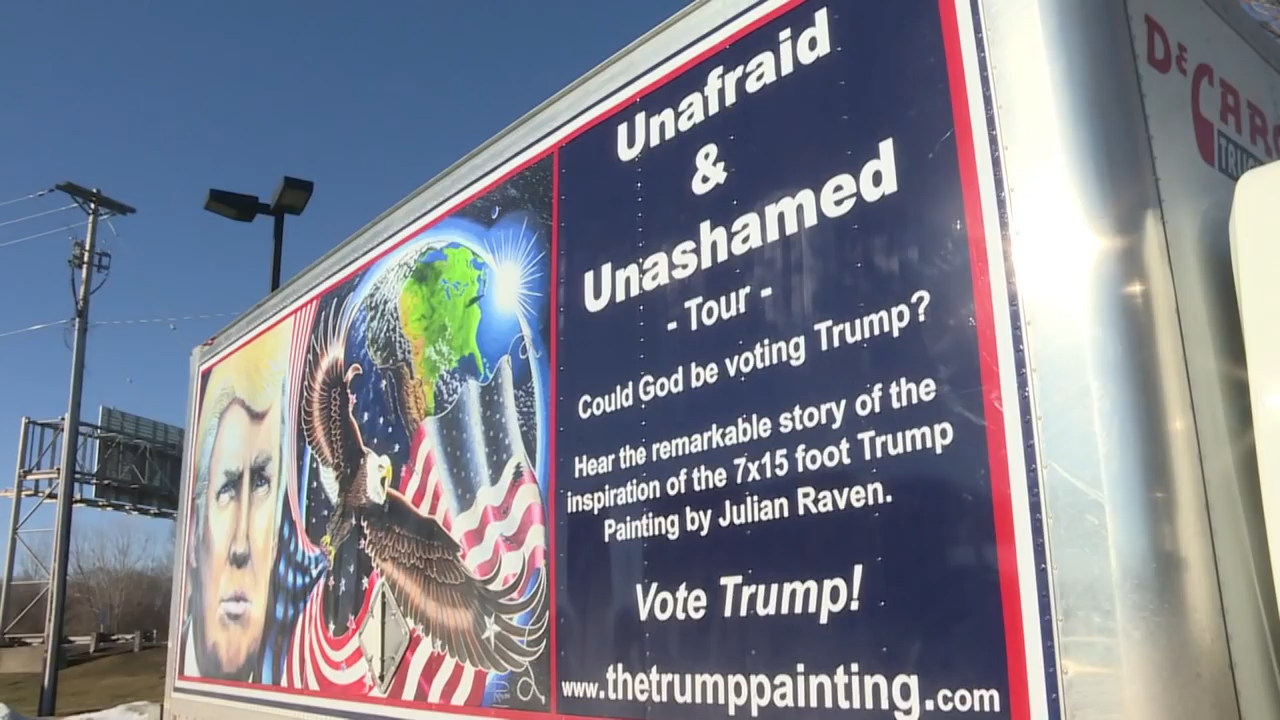 Unafraid
&
Unashamed
- Tour -
Could God be voting Trump?
Hear the remarkable story of the
inspiration of the 7x15 foot Trump
Painting by Julian Raven.
Vote Trump!
www.thetrumppainting.com
D&